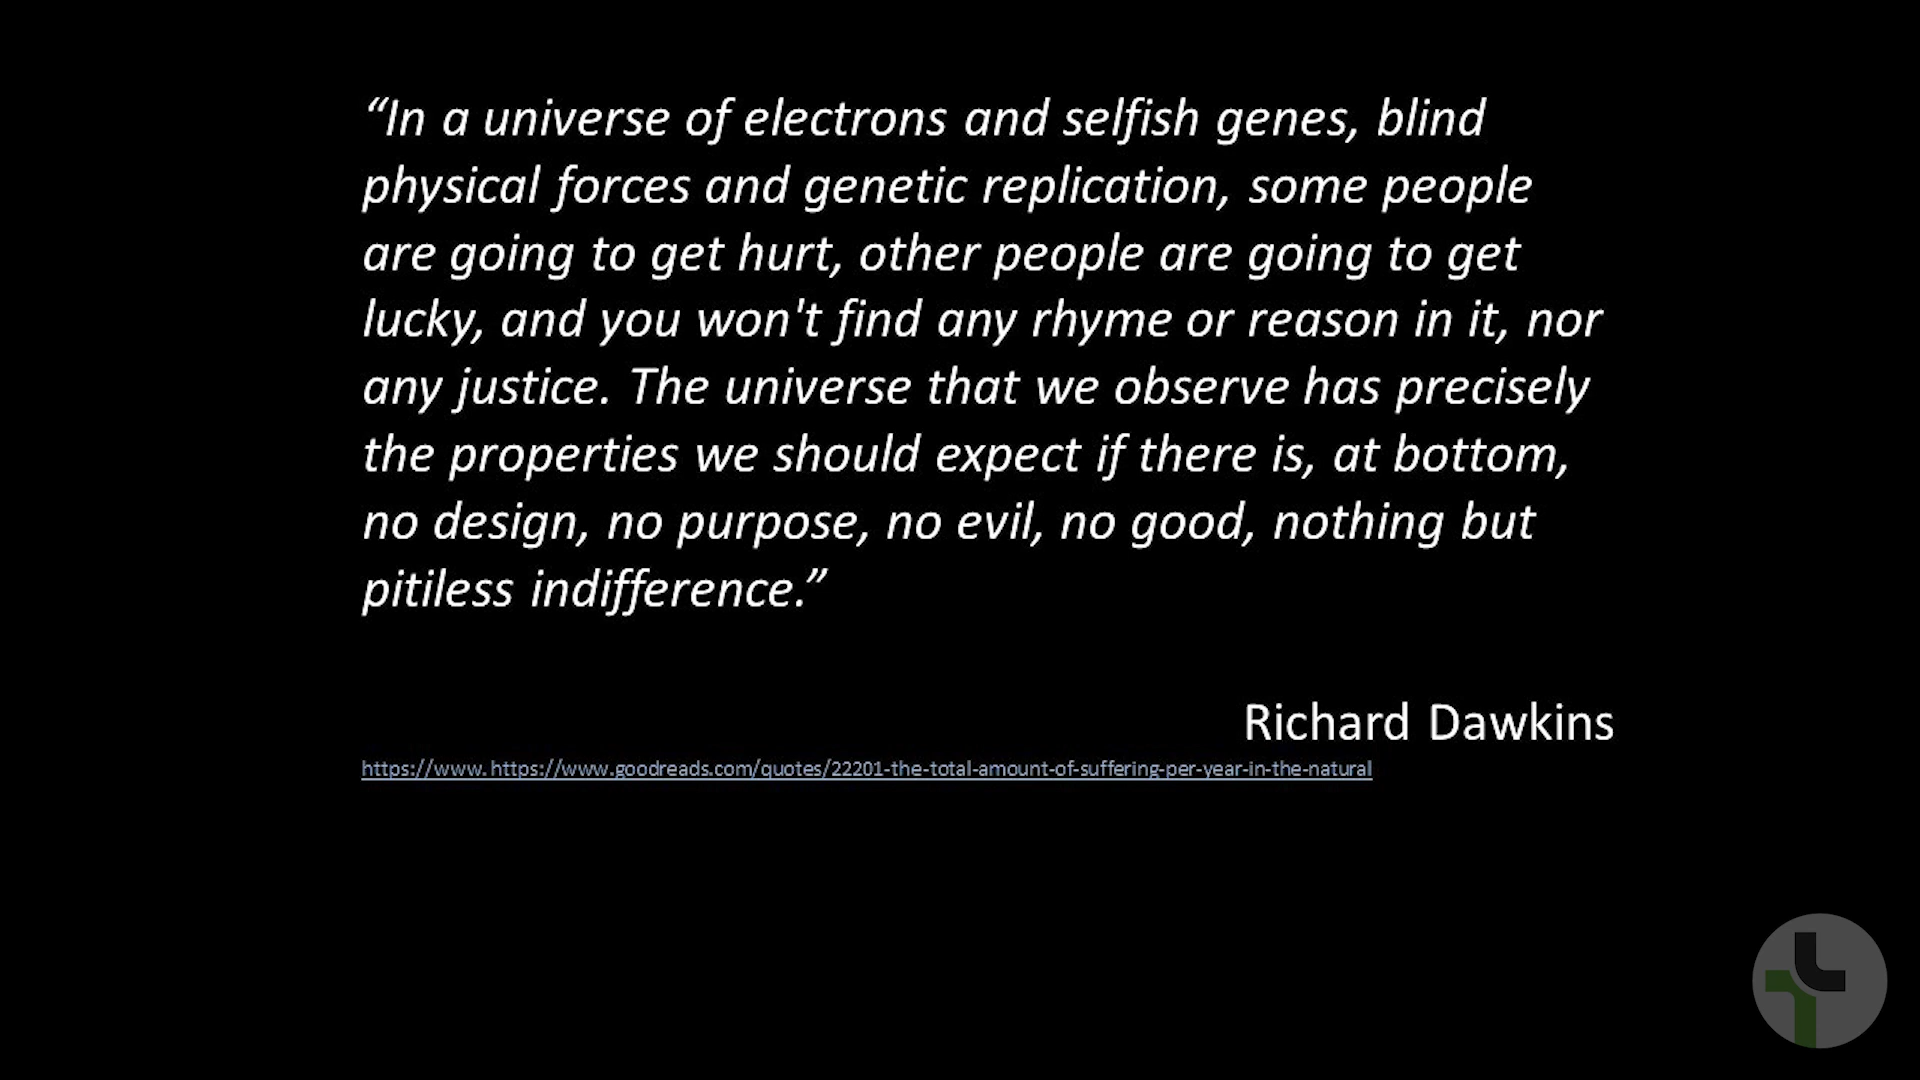 “In a universe of electrons and selfish genes, blind
physical forces and genetic replication, some people
are going to get hurt, other people are going to get
lucky, and you won't find any rhyme or reason in it, nor
any justice. The universe that we observe has precisely
the properties we should expect if there is, at bottom,
no design, no purpose, no evil, no good, nothing but
pitiless indifference.”
Richard Dawkins
https://www. https://www.goodreads.com/quotes/22201-the-total-amount-of-suffering-per-year-in-the-natural